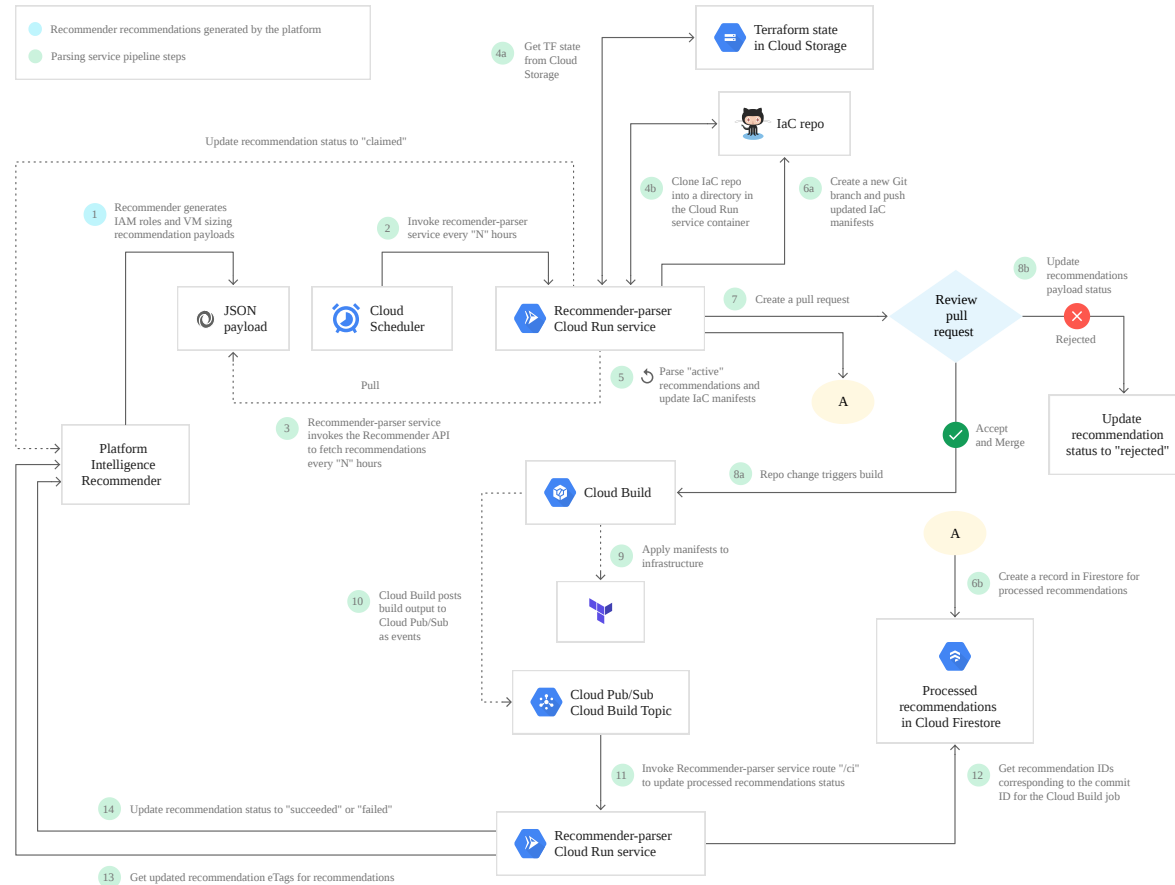 Recommender recommendations generated by the platform
Parsing service pipeline steps
4a
Get TF state
from Cloud
Storage
Terraform state
in Cloud Storage
IaC repo
Update recommendation status to "claimed"
1
Recommender generates
IAM roles and VM sizing
recommendation payloads
2
Invoke recomender-parser
service every "N" hours
4b
Clone IaC repo
into a directory in
the Cloud Run
service container
6a
Create a new Git
branch and push
updated IaC
manifests
JSON
payload
Cloud
Scheduler
Recommender-parser
Cloud Run service
7
Create a pull request
Review
pull
request
8b
Update
recommendations
payload status
Rejected
Pull
5
Parse "active"
recommendations and
update IaC manifests
A
3
Recommender-parser service
invokes the Recommender API
to fetch recommendations
every "N" hours
Accept
and Merge
Update
recommendation
status to "rejected"
Platform
Intelligence
Recommender
8a
Repo change triggers build
Cloud Build
A
9
Apply manifests to
infrastructure
6b
Create a record in Firestore for
processed recommendations
10
Cloud Build posts
build output to
Cloud Pub/Sub
as events
Processed
recommendations
in Cloud Firestore
Cloud Pub/Sub
Cloud Build Topic
11
Invoke Recommender-parser service route "/ci"
to update processed recommendations status
12
Get recommendation IDs
corresponding to the commit
ID for the Cloud Build job
14
Update recommendation status to "succeeded" or "failed"
Recommender-parser
Cloud Run service
13
Get updated recommendation eTags for recommendations